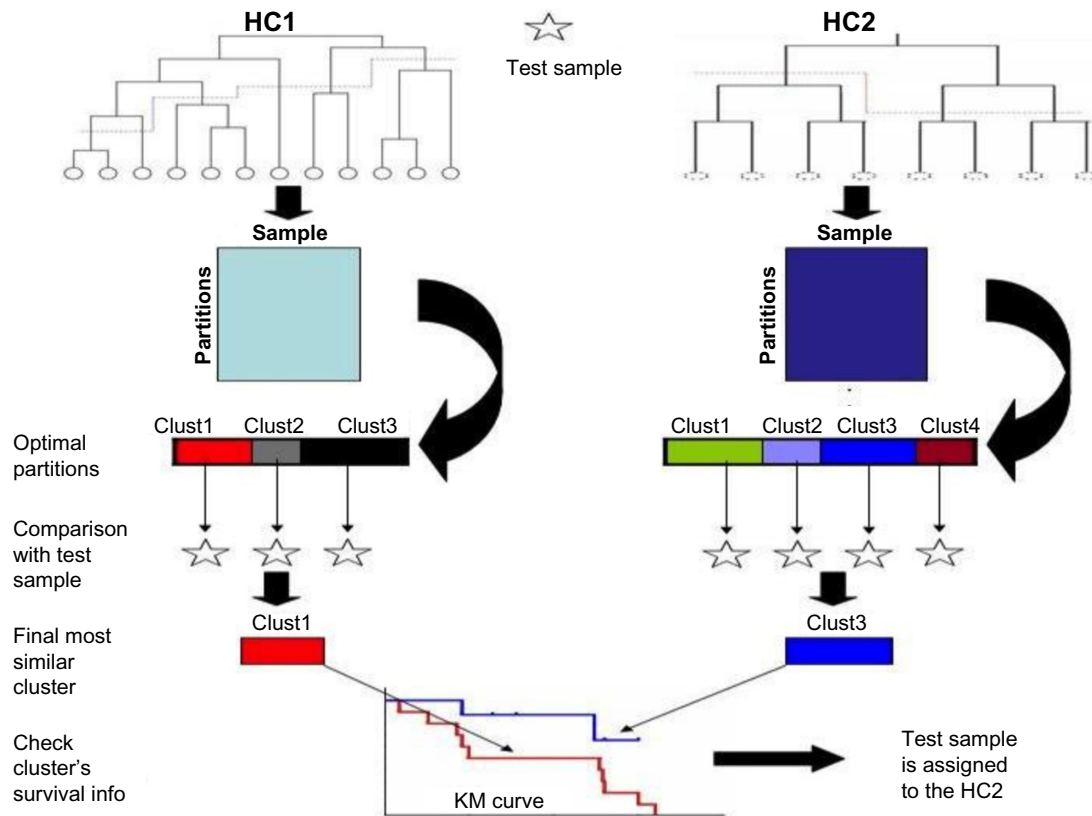 HC1
HC2
Test sample
Sample
Sample
Partitions
Partitions
Clust1 Clust2 Clust3
Clust1 Clust2 Clust3 Clust4
Optimal
partitions
Comparison
with test
sample
Final most
similar
cluster
Clust1
Clust3
Check
cluster's
survival info
KM curve
Test sample
is assigned
to the HC2